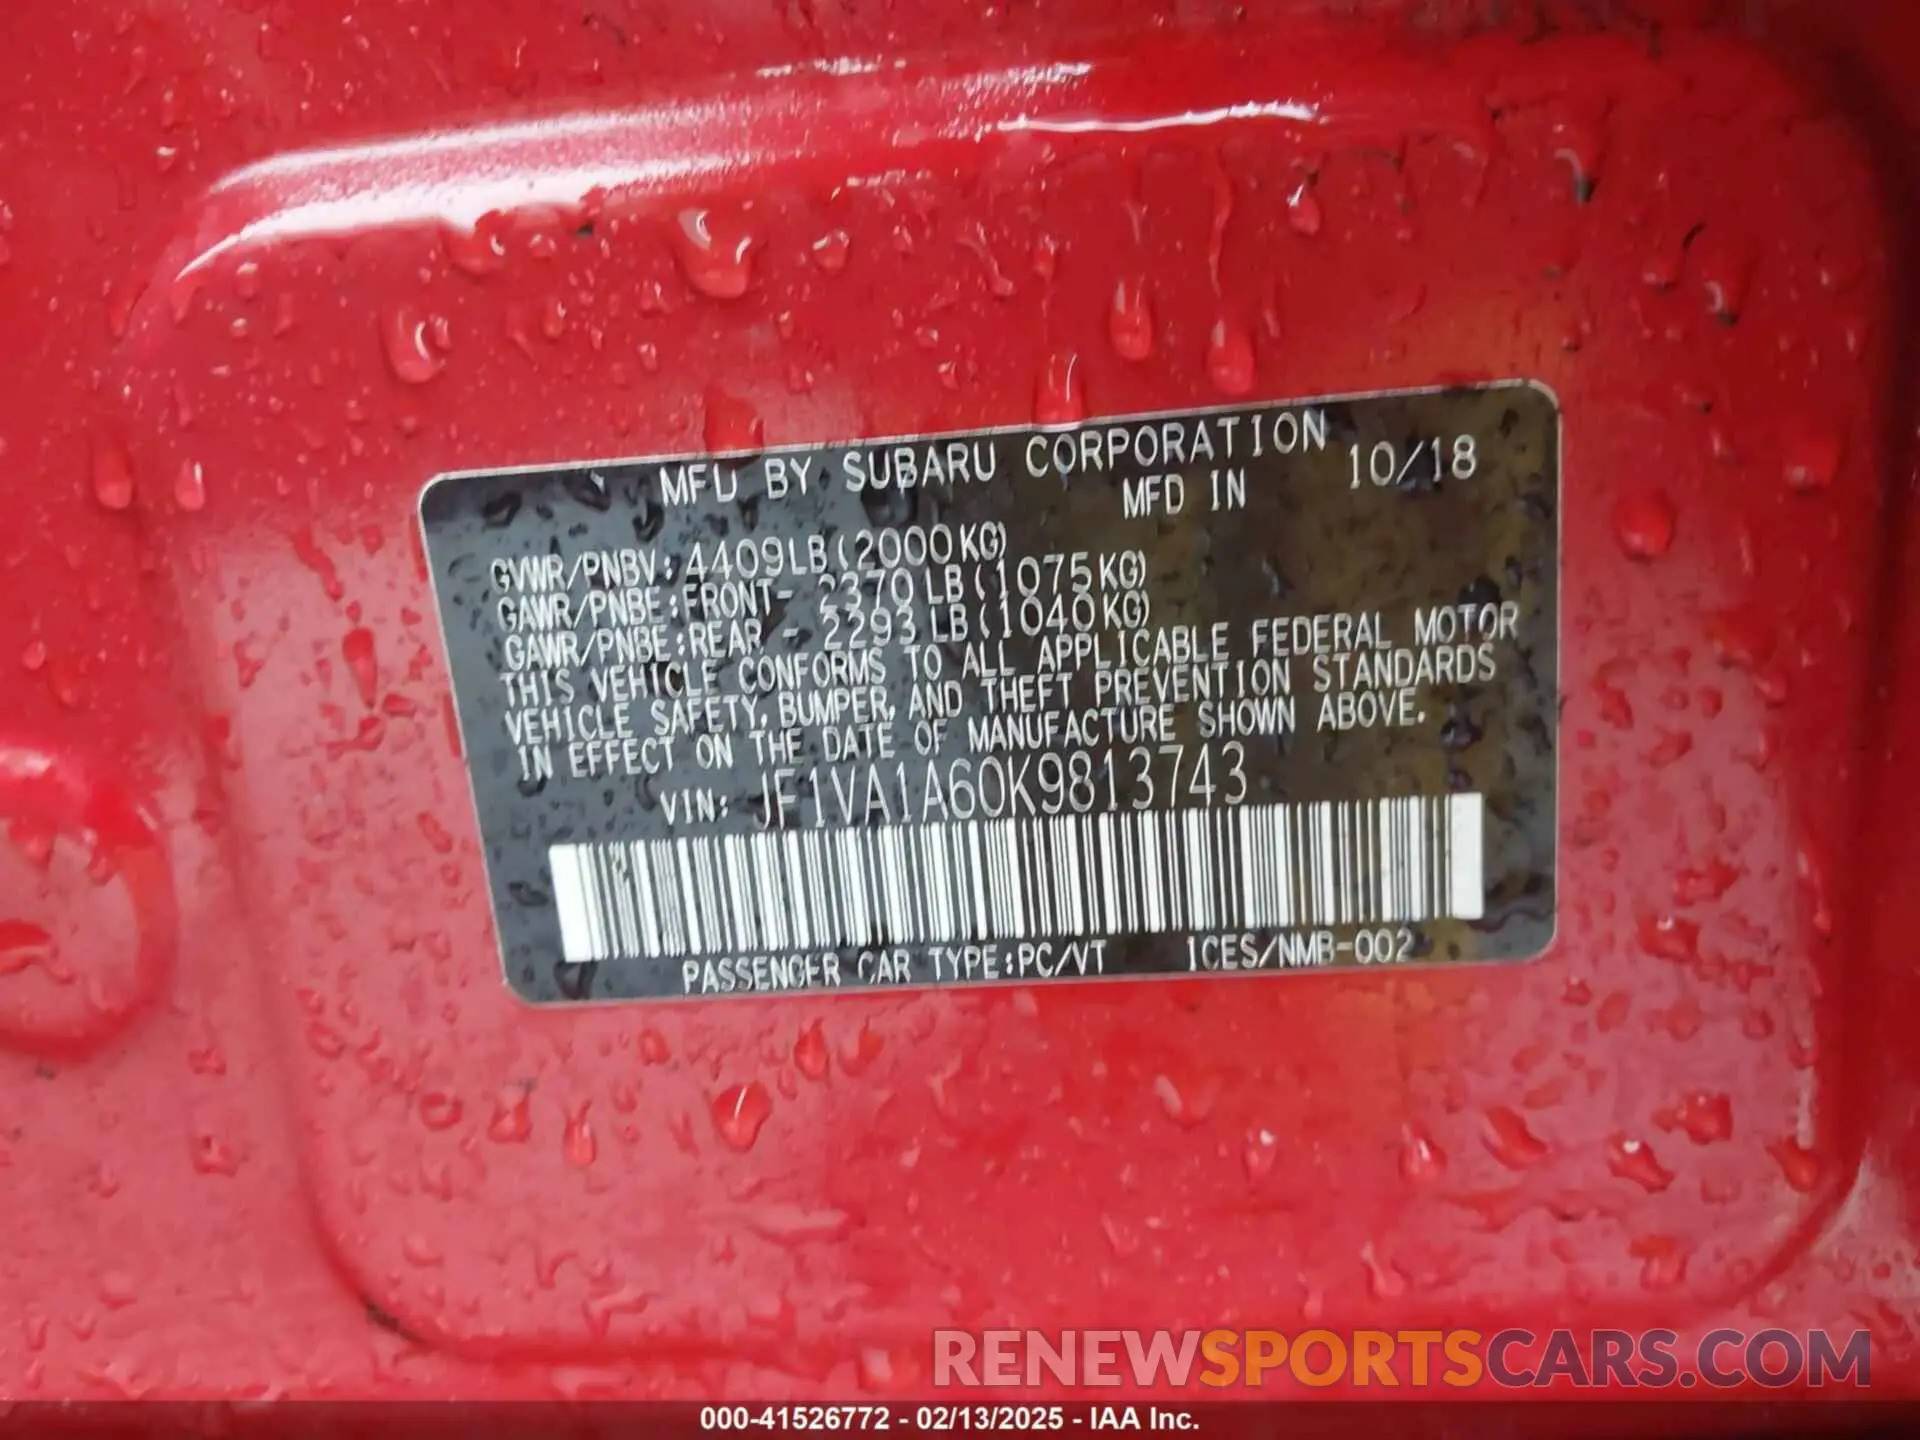 MFD BY SUBARU CORPORATION 10/18
MFD IN
GVWR/PNBV:4409LB(2000KG)
GAWR/PNBE:FRONT- 2370LB(1075KG)
GAWR/PNBE:REAR - 2293LB(1040KG)
THIS VEHICLE CONFORMS TO ALL APPLICABLE FEDERAL MOTOR
VEHICLE SAFETY, BUMPER, AND THEFT PREVENTION STANDARDS
IN EFFECT ON THE DATE OF MANUFACTURE SHOWN ABOVE.
VIN: JF1VA1A60K9813743
PASSENGER CAR TYPE:PC/VT ICES/NMB-002
RENEWSPORTSCARS.COM
000-41526772 - 02/13/2025 - IAA Inc.